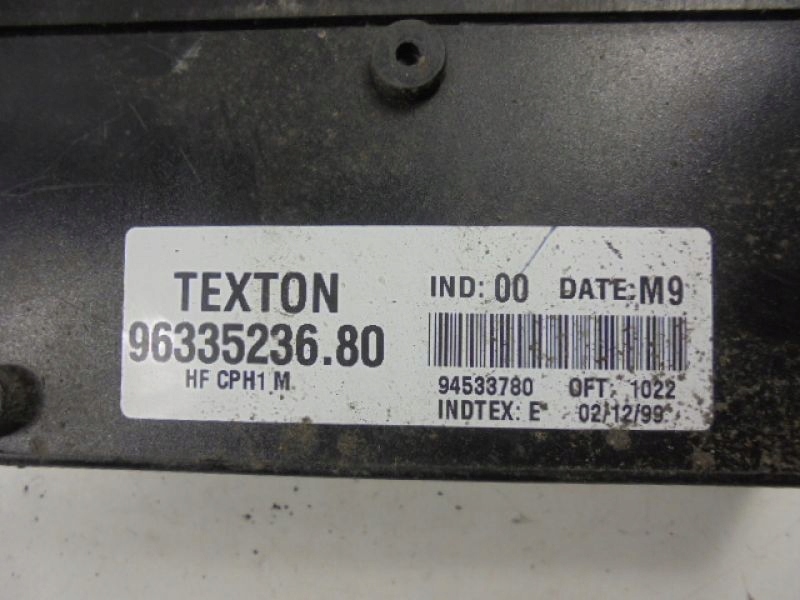 TEXTON
96335236.80
HF CPH1 M
IND: 00 DATE: M9
94533780 OFT: 1022
INDTEX: E 02/12/99